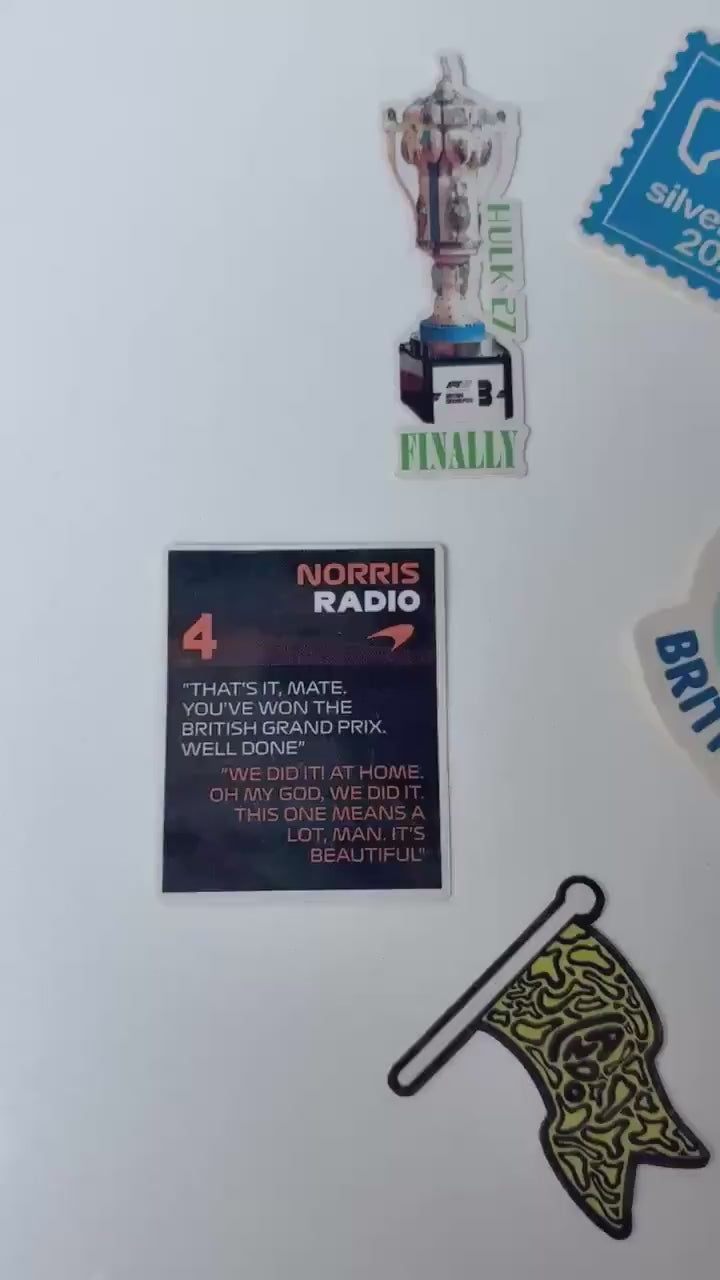 HULK 27
silve
20
3
FINALLY
NORRIS
RADIO
4
"THAT'S IT, MATE.
YOU'VE WON THE
BRITISH GRAND PRIX.
WELL DONE"
"WE DID IT! AT HOME.
OH MY GOD, WE DID IT.
THIS ONE MEANS A
LOT, MAN. IT'S
BEAUTIFUL"
BRIT